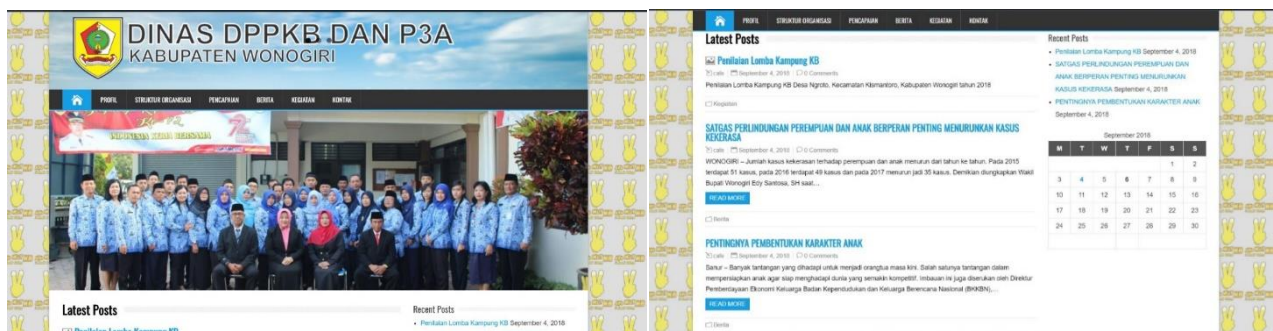 DINAS DPPKB DAN P3A
KABUPATEN WONOGIRI
PROFIL STRUKTUR ORGANISASI PENCAPAIAN BERITA KEGIATAN KONTAK
INDONESIA KERJA BERSAMA
Latest Posts
Penilaian Lomba Kampung KB
Recent Posts
Penilaian Lomba Kampung KB September 4, 2018
PROFIL STRUKTUR ORGANISASI PENCAPAIAN BERITA KEGIATAN KONTAK
Latest Posts
Penilaian Lomba Kampung KB
September 4, 2018 0 Comments
Penilaian Lomba Kampung KB Desa Ngroto, Kecamatan Kismantoro, Kabupaten Wonogiri tahun 2018
Kegiatan
SATGAS PERLINDUNGAN PEREMPUAN DAN ANAK BERPERAN PENTING MENURUNKAN KASUS
KEKERASA
September 4, 2018 0 Comments
WONOGIRI – Jumlah kasus kekerasan terhadap perempuan dan anak menurun dari tahun ke tahun. Pada 2015
terdapat 51 kasus, pada 2016 terdapat 49 kasus dan pada 2017 menurun jadi 35 kasus. Demikian diungkapkan Wakil
Bupati Wonogiri Edy Santosa, SH saat…
READ MORE
Berita
PENTINGNYA PEMBENTUKAN KARAKTER ANAK
September 4, 2018 0 Comments
Sanur – Banyak tantangan yang dihadapi untuk menjadi orangtua masa kini. Salah satunya tantangan dalam
mempersiapkan anak agar siap menghadapi dunia yang semakin kompetitif. Imbauan ini juga diserukan oleh Direktur
Pemberdayaan Ekonomi Keluarga Badan Kependudukan dan Keluarga Berencana Nasional (BKKBN),…
READ MORE
Berita
Recent Posts
Penilaian Lomba Kampung KB September 4, 2018
SATGAS PERLINDUNGAN PEREMPUAN DAN
ANAK BERPERAN PENTING MENURUNKAN
KASUS KEKERASA September 4, 2018
PENTINGNYA PEMBENTUKAN KARAKTER ANAK
September 4, 2018
September 2018
M T W T F S S
1 2
3 4 5 6 7 8 9
10 11 12 13 14 15 16
17 18 19 20 21 22 23
24 25 26 27 28 29 30